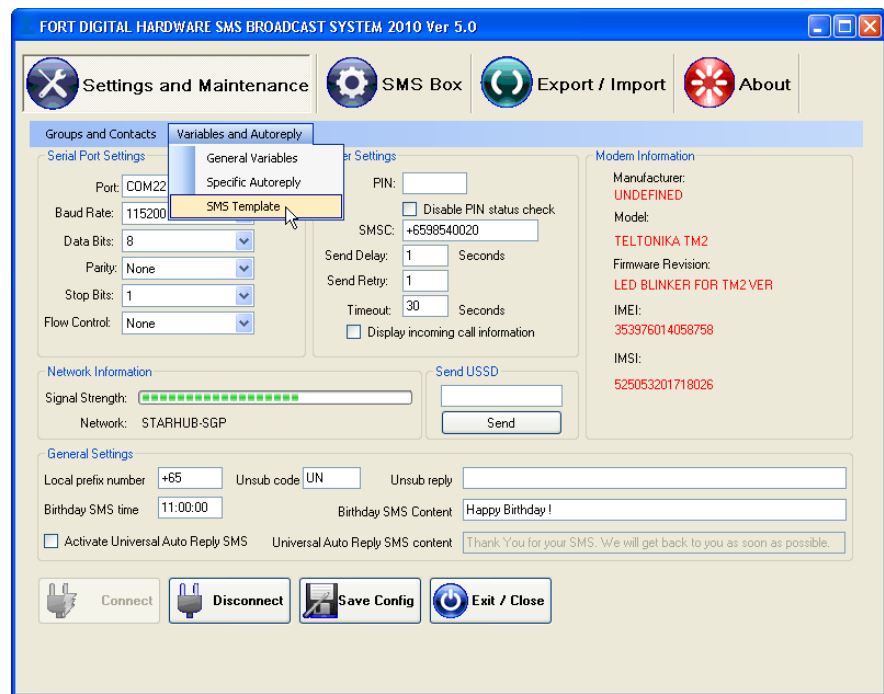 FORT DIGITAL HARDWARE SMS BROADCAST SYSTEM 2010 Ver 5.0
Settings and Maintenance SMS Box Export / Import About
Groups and Contacts Variables and Autoreply
General Variables
Specific Autoreply
SMS Template
Serial Port Settings
Port: COM22
Baud Rate: 115200
Data Bits: 8
Parity: None
Stop Bits: 1
Flow Control: None
Settings
PIN:
Disable PIN status check
SMSC: +6598540020
Send Delay: 1 Seconds
Send Retry: 1
Timeout: 30 Seconds
Display incoming call information
Modem Information
Manufacturer:
UNDEFINED
Model:
TELTONIKA TM2
Firmware Revision:
LED BLINKER FOR TM2 VER
IMEI:
353976014058758
IMSI:
525053201718026
Network Information
Signal Strength:
Network: STARHUB-SGP
Send USSD
Send
General Settings
Local prefix number +65 Unsub code UN Unsub reply
Birthday SMS time 11:00:00 Birthday SMS Content Happy Birthday !
Activate Universal Auto Reply SMS Universal Auto Reply SMS content Thank You for your SMS. We will get back to you as soon as possible.
Connect Disconnect Save Config Exit / Close